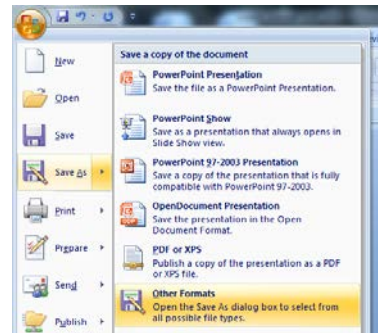 Save a copy of the document
New
PowerPoint Presentation
Save the file as a PowerPoint Presentation.
Open
PowerPoint Show
Save as a presentation that always opens in
Slide Show view.
Save
PowerPoint 97-2003 Presentation
Save a copy of the presentation that is fully
compatible with PowerPoint 97-2003.
Save As
OpenDocument Presentation
Save the presentation in the Open
Document Format.
Print
PDF or XPS
Publish a copy of the presentation as a PDF
or XPS file.
Prepare
Other Formats
Open the Save As dialog box to select from
all possible file types.
Send
Publish